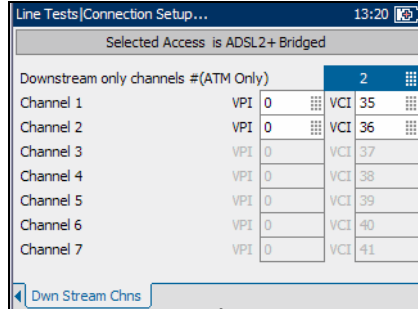 Line Tests|Connection Setup... 13:20
Selected Access is ADSL2+ Bridged
Downstream only channels #(ATM Only) 2
Channel 1 VPI 0 VCI 35
Channel 2 VPI 0 VCI 36
Channel 3 VPI 0 VCI 37
Channel 4 VPI 0 VCI 38
Channel 5 VPI 0 VCI 39
Channel 6 VPI 0 VCI 40
Channel 7 VPI 0 VCI 41
Dwn Stream Chns